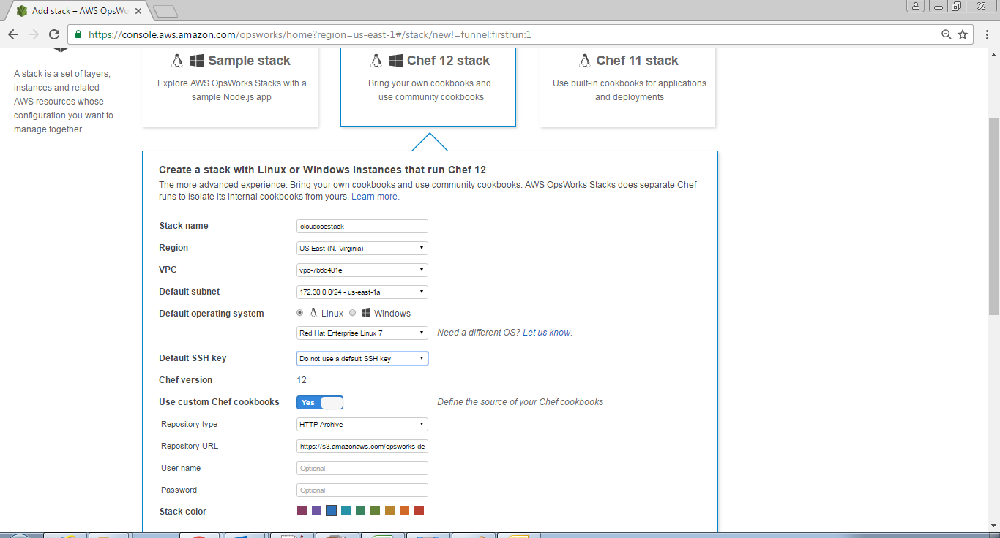 Add stack – AWS OpsWo
https://console.aws.amazon.com/opsworks/home?region=us-east-1#/stack/new!=funnel:firstrun:1
A stack is a set of layers,
instances and related
AWS resources whose
configuration you want to
manage together.
Sample stack
Explore AWS OpsWorks Stacks with a
sample Node.js app
Chef 12 stack
Bring your own cookbooks and
use community cookbooks
Chef 11 stack
Use built-in cookbooks for applications
and deployments
Create a stack with Linux or Windows instances that run Chef 12
The more advanced experience. Bring your own cookbooks and use community cookbooks. AWS OpsWorks Stacks does separate Chef
runs to isolate its internal cookbooks from yours. Learn more.
Stack name cloudcoestack
Region US East (N. Virginia)
VPC vpc-7b6d481e
Default subnet 172.30.0.0/24 - us-east-1a
Default operating system Linux Windows
Red Hat Enterprise Linux 7 Need a different OS? Let us know.
Default SSH key Do not use a default SSH key
Chef version 12
Use custom Chef cookbooks Yes Define the source of your Chef cookbooks
Repository type HTTP Archive
Repository URL https://s3.amazonaws.com/opsworks-de
User name Optional
Password Optional
Stack color